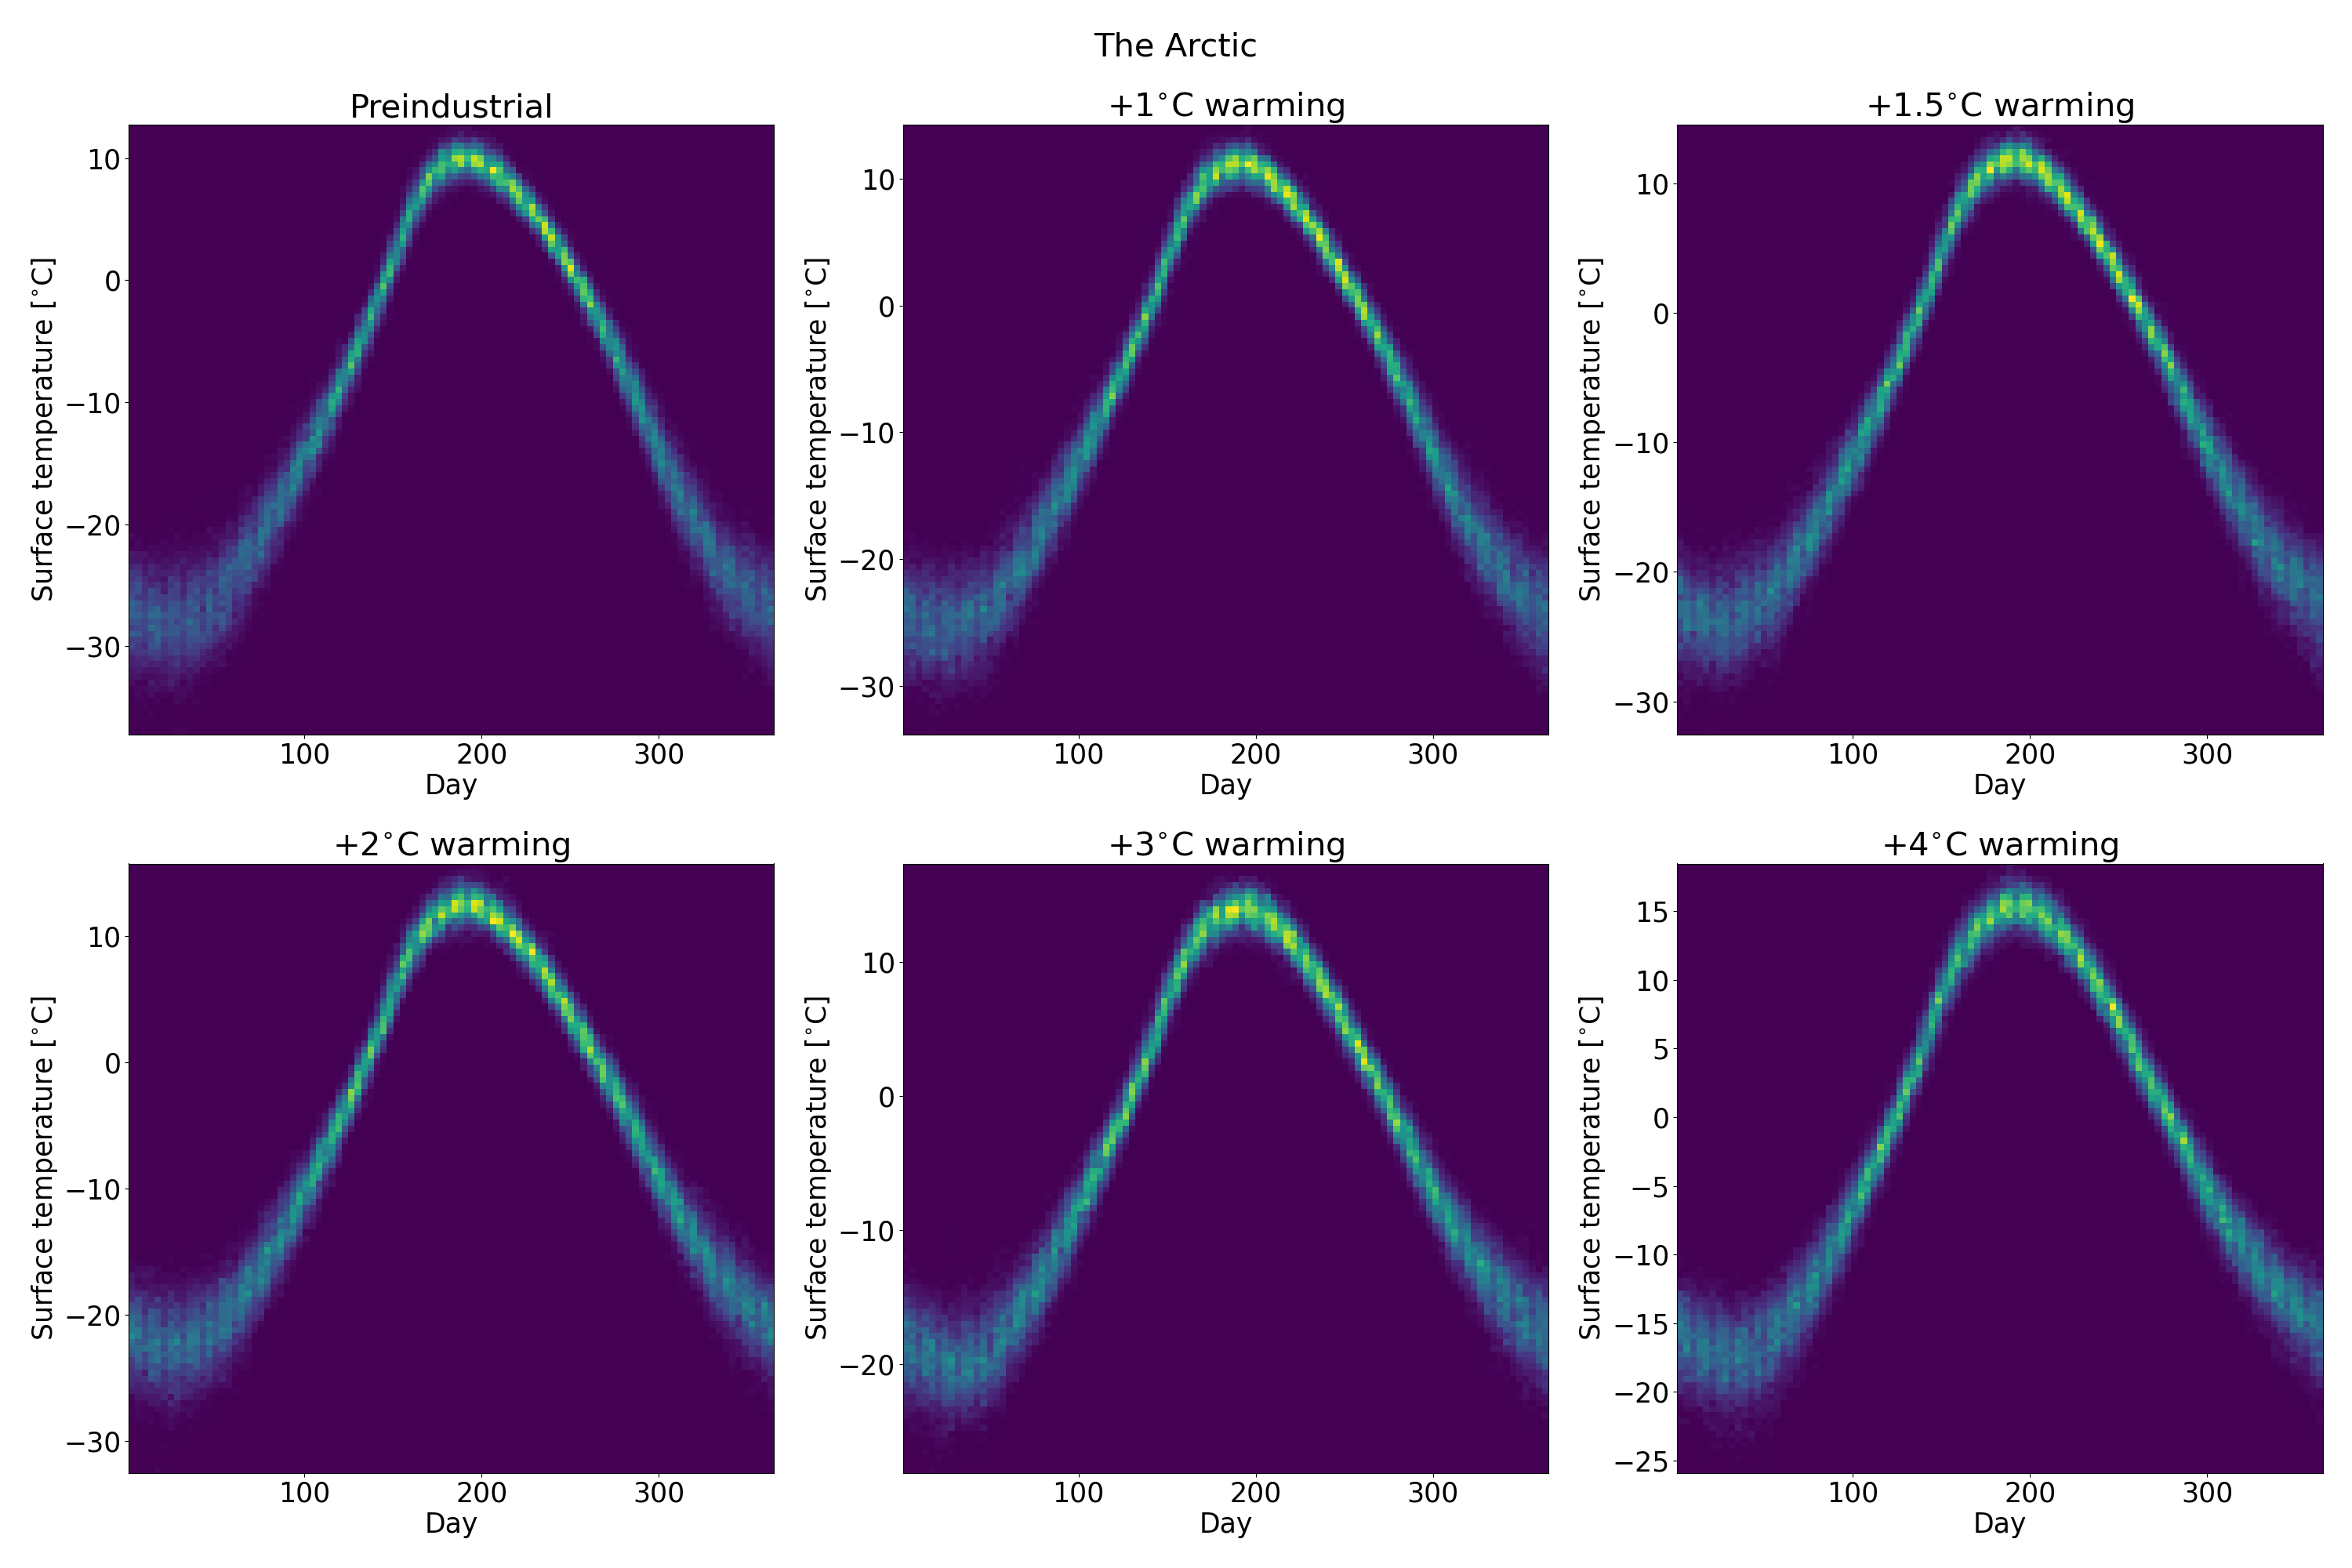 The Arctic
Preindustrial
Surface temperature [°C]
10
0
−10
−20
−30
100 200 300
Day
+1°C warming
Surface temperature [°C]
10
0
−10
−20
−30
100 200 300
Day
+1.5°C warming
Surface temperature [°C]
10
0
−10
−20
−30
100 200 300
Day
+2°C warming
Surface temperature [°C]
10
0
−10
−20
−30
100 200 300
Day
+3°C warming
Surface temperature [°C]
10
0
−10
−20
100 200 300
Day
+4°C warming
Surface temperature [°C]
15
10
5
0
−5
−10
−15
−20
−25
100 200 300
Day